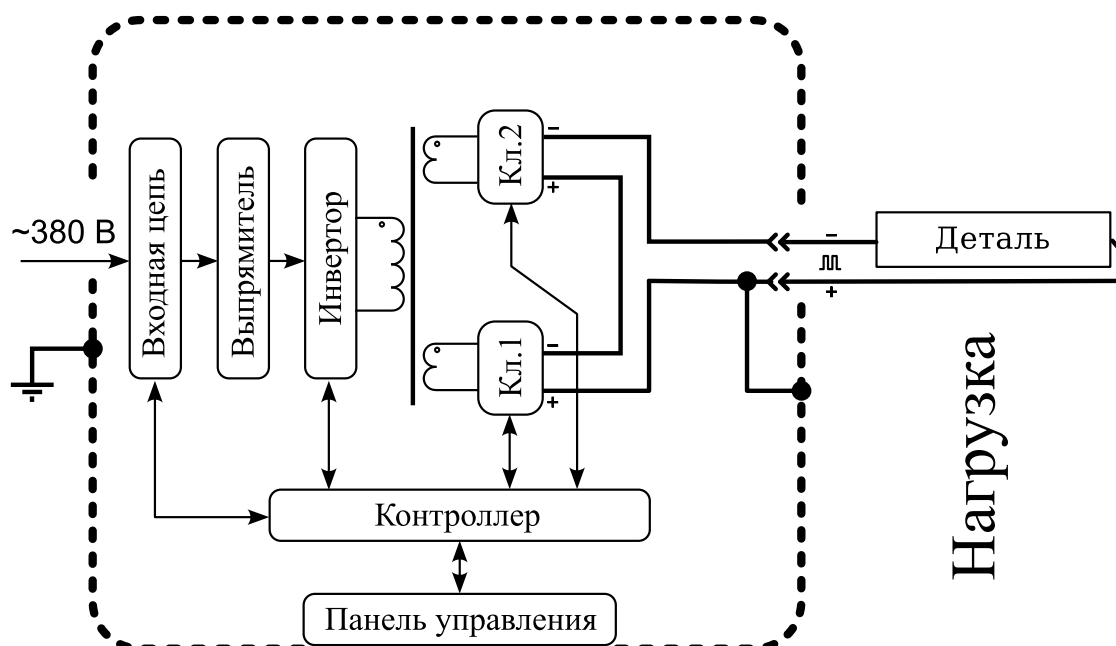 ~380 В
Входная цепь
Выпрямитель
Инвертор
Кл.2
−
+
Кл.1
−
+
−
+
Деталь
Нагрузка
Контроллер
Панель управления